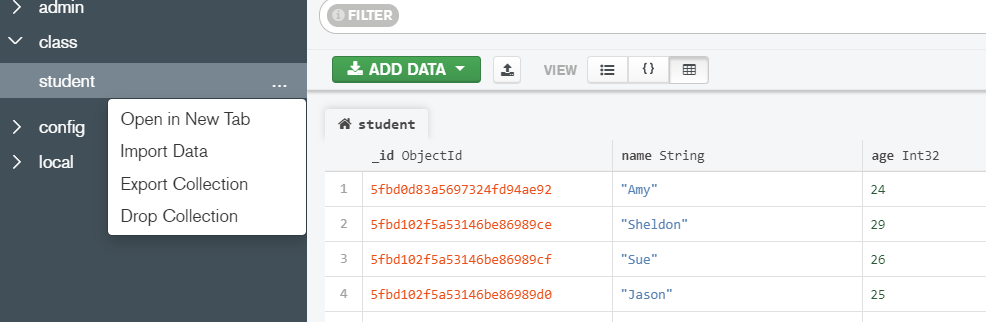 admin
class
student
...
config
local
Open in New Tab
Import Data
Export Collection
Drop Collection
FILTER
ADD DATA
VIEW
{}
student
_id ObjectId name String age Int32
1 5fbd0d83a5697324fd94ae92 "Amy" 24
2 5fbd102f5a53146be86989ce "Sheldon" 29
3 5fbd102f5a53146be86989cf "Sue" 26
4 5fbd102f5a53146be86989d0 "Jason" 25